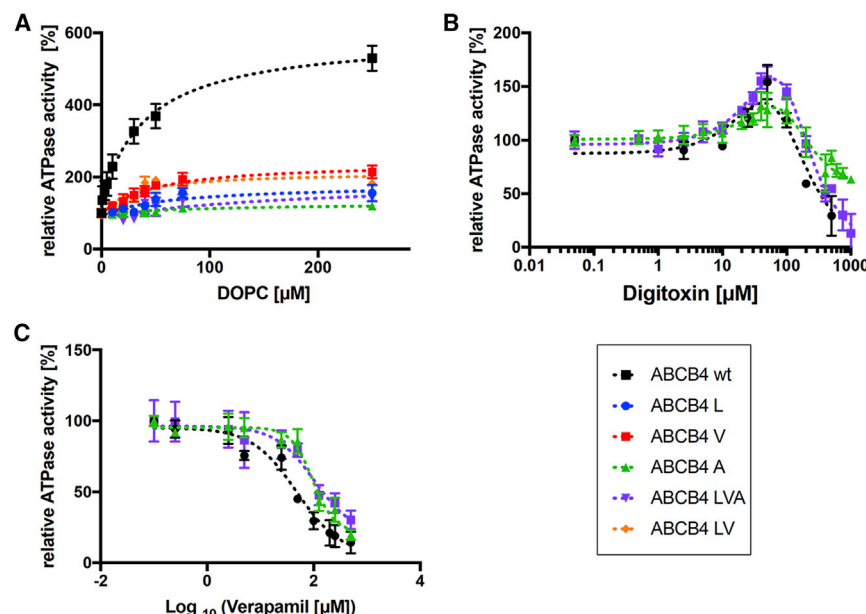 A
relative ATPase activity [%]
600
400
200
0
0
100
200
DOPC [µM]
B
relative ATPase activity [%]
200
150
100
50
0
0.01
0.1
1
10
100
1000
Digitoxin [µM]
C
relative ATPase activity [%]
150
100
50
0
-2
0
2
4
Log 10 (Verapamil [µM])
ABCB4 wt
ABCB4 L
ABCB4 V
ABCB4 A
ABCB4 LVA
ABCB4 LV